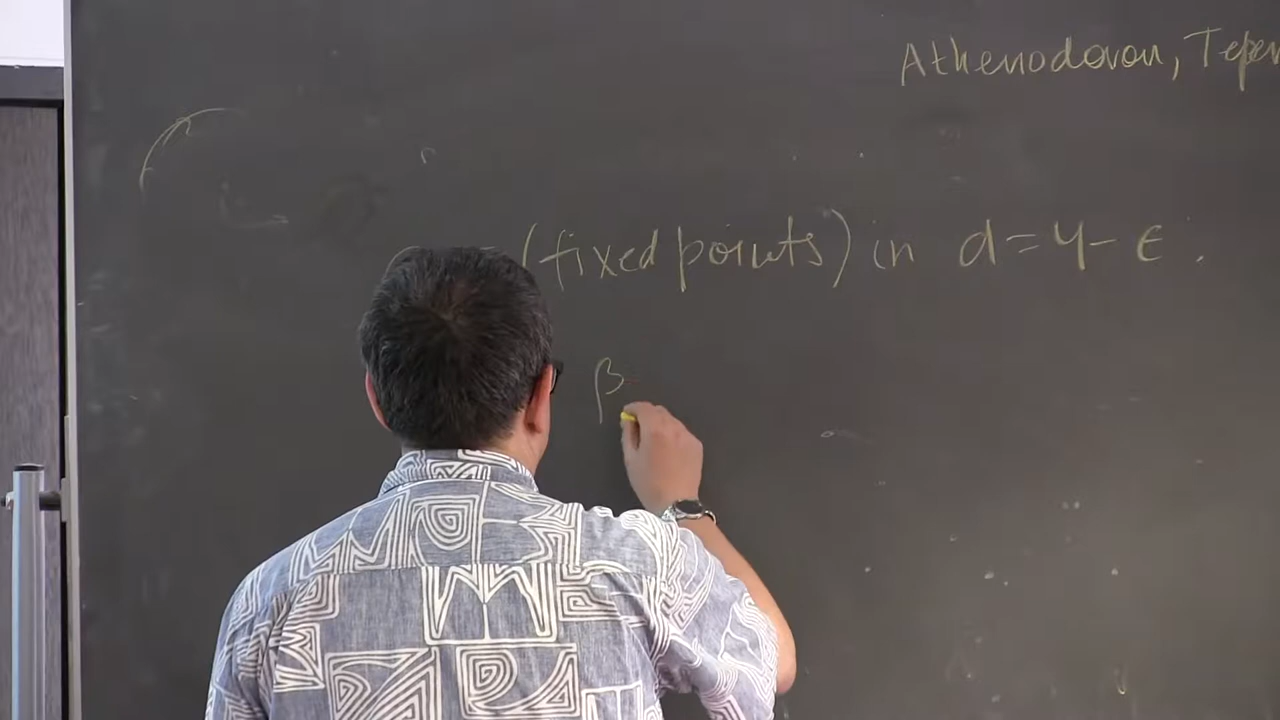 Athenodorou, Teper
(fixed points) in d=4-ϵ.
β